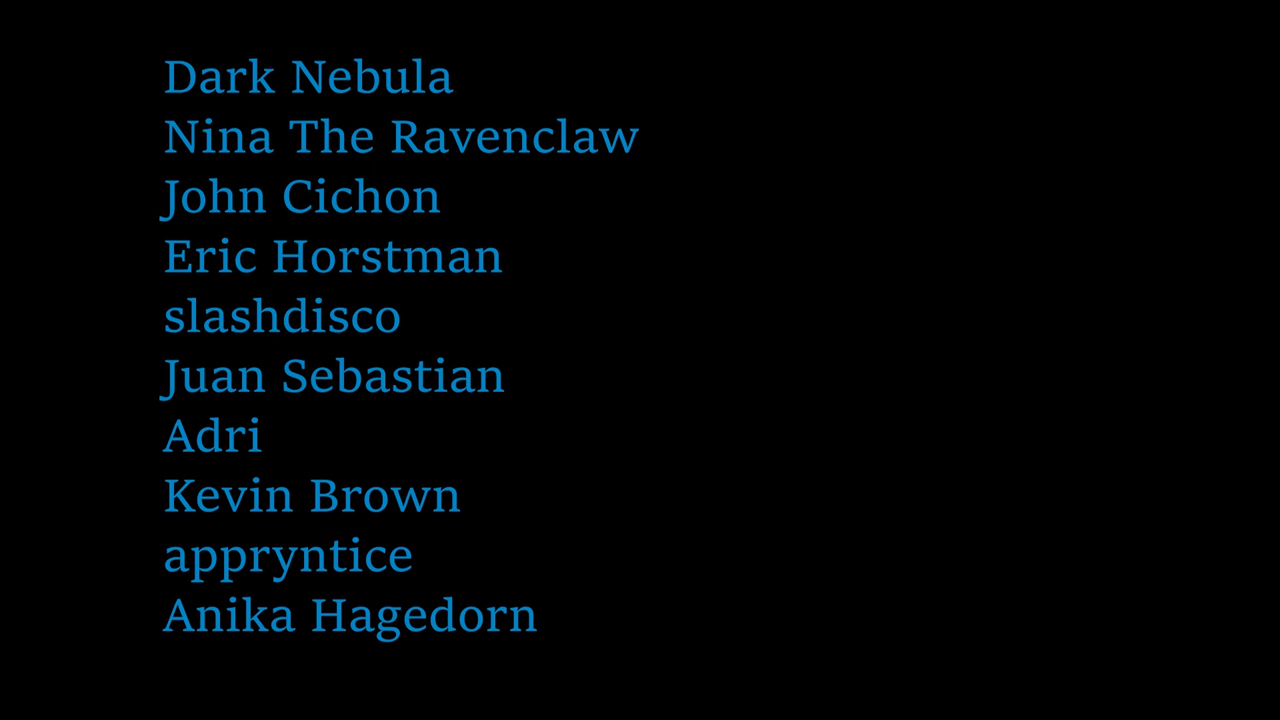 Dark Nebula
Nina The Ravenclaw
John Cichon
Eric Horstman
slashdisco
Juan Sebastian
Adri
Kevin Brown
appryntice
Anika Hagedorn